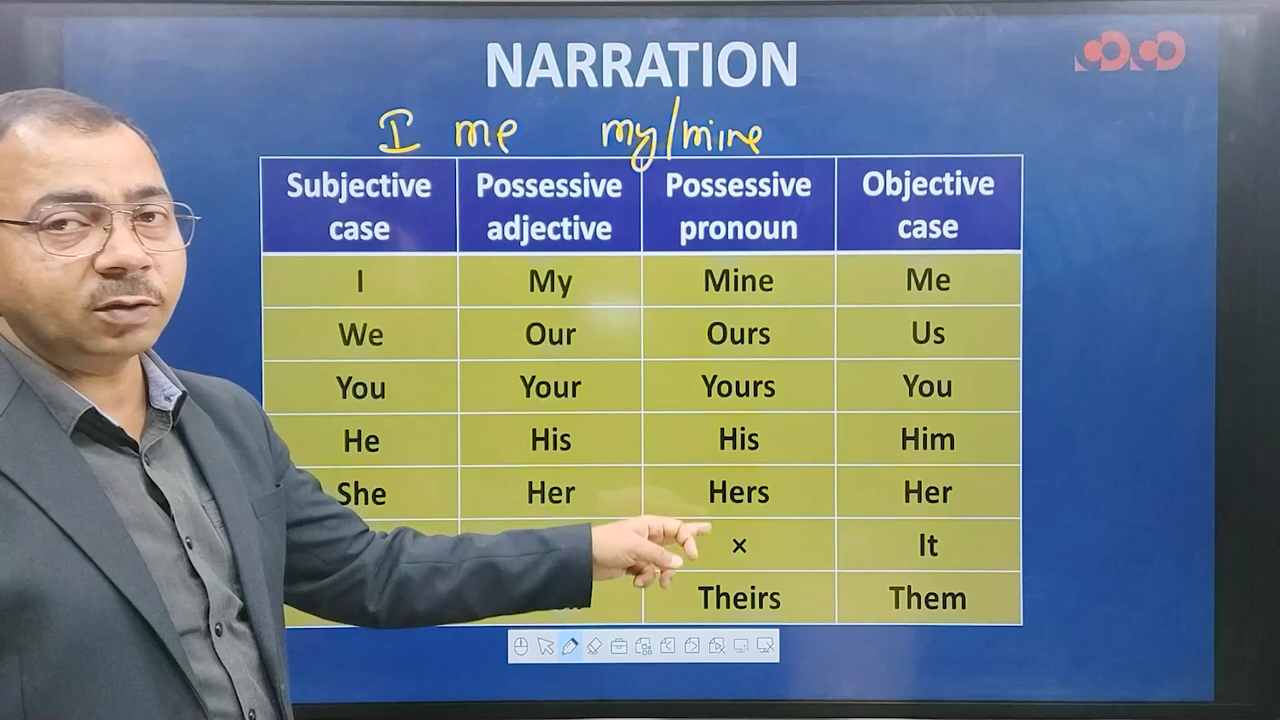 NARRATION
I me my/mine
Subjective case Possessive adjective Possessive pronoun Objective case
I My Mine Me
We Our Ours Us
You Your Yours You
He His His Him
She Her Hers Her
× It
Theirs Them